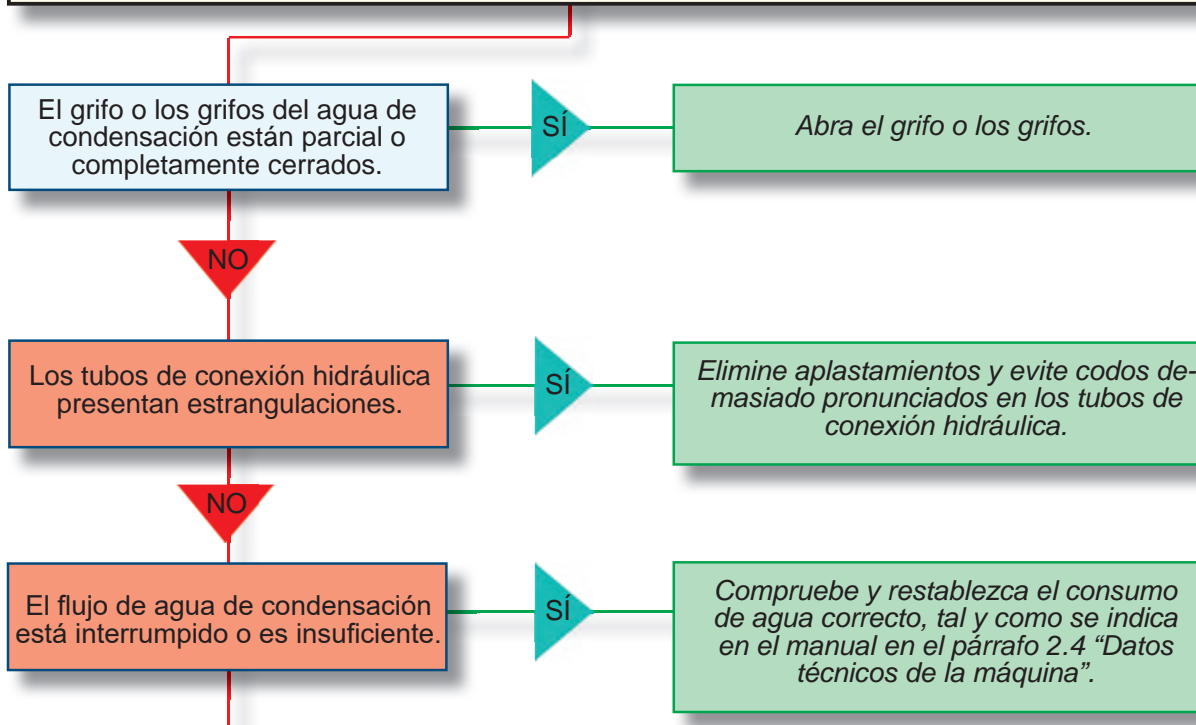 El grifo o los grifos del agua de
condensación están parcial o
completamente cerrados.
SÍ
Abra el grifo o los grifos.
NO
Los tubos de conexión hidráulica
presentan estrangulaciones.
SÍ
Elimine aplastamientos y evite codos de-
masiado pronunciados en los tubos de
conexión hidráulica.
NO
El flujo de agua de condensación
está interrumpido o es insuficiente.
SÍ
Compruebe y restablezca el consumo
de agua correcto, tal y como se indica
en el manual en el párrafo 2.4 “Datos
técnicos de la máquina”.